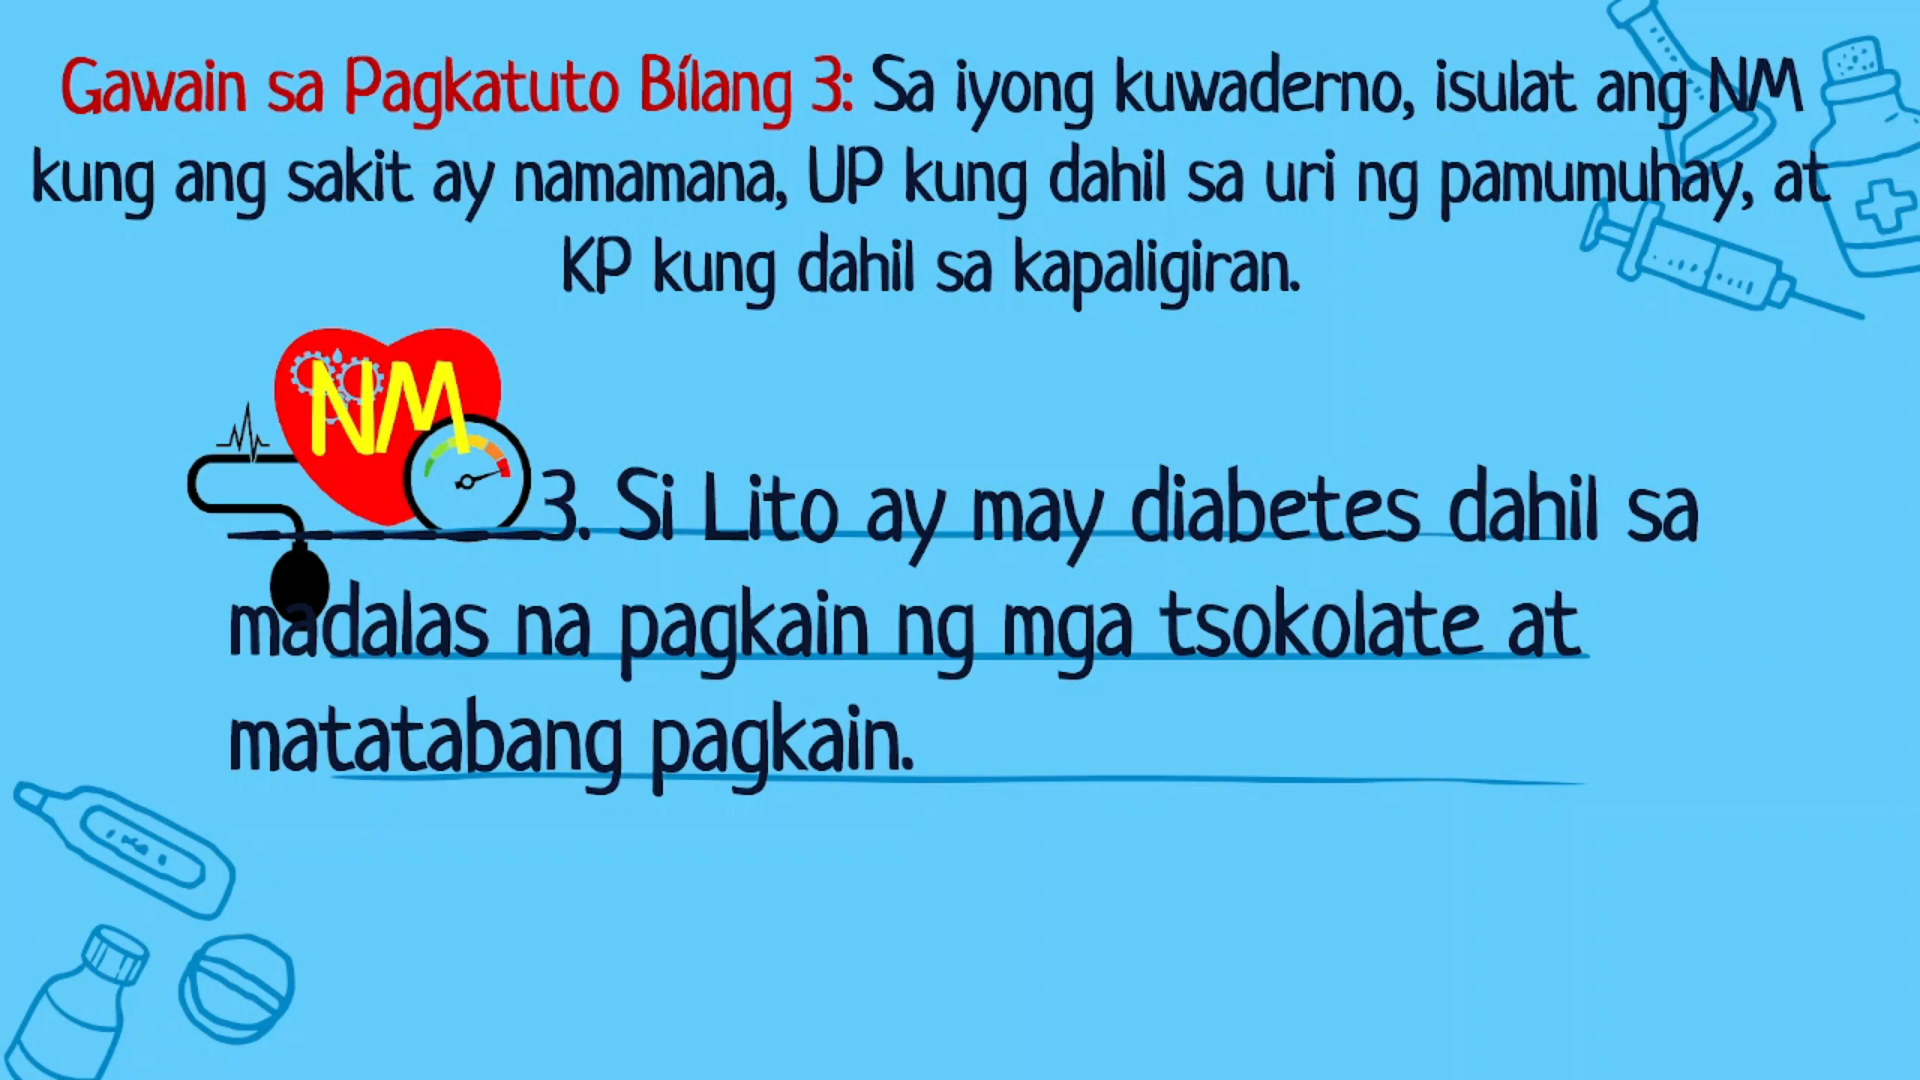 Gawain sa Pagkatuto Bílang 3: Sa iyong kuwaderno, isulat ang NM
kung ang sakit ay namamana, UP kung dahil sa uri ng pamumuhay, at
KP kung dahil sa kapaligiran.
NM
3. Si Lito ay may diabetes dahil sa
madalas na pagkain ng mga tsokolate at
matatabang pagkain.